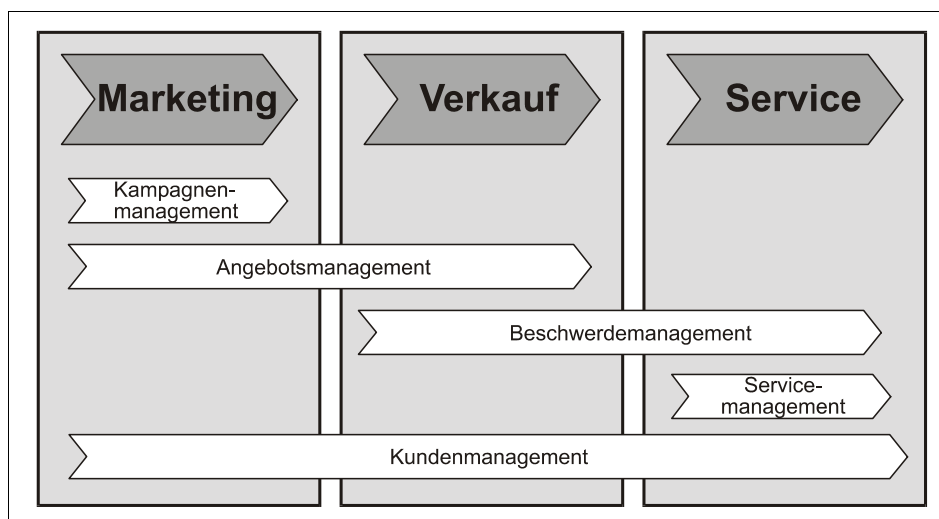 Marketing
Verkauf
Service
Kampagnen-
management
Angebotsmanagement
Beschwerdemanagement
Service-
management
Kundenmanagement